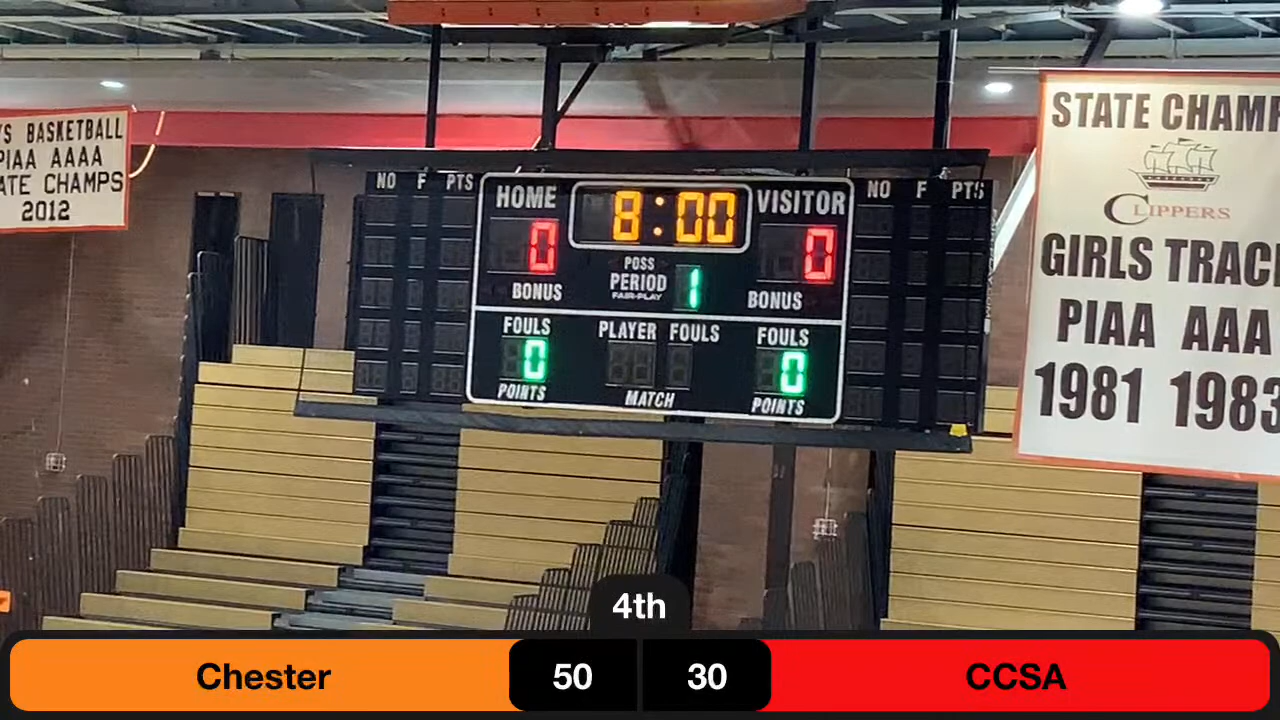 S BASKETBALL
PIAA AAAA
ATE CHAMPS
2012
NO F PTS
HOME
8:00
VISITOR
NO F PTS
0
POSS
PERIOD
FAIR-PLAY
1
0
BONUS
BONUS
FOULS
PLAYER FOULS
FOULS
0
0
POINTS
MATCH
POINTS
STATE CHAMP
CLIPPERS
GIRLS TRAC
PIAA AAA
1981 1983
4th
Chester
50
30
CCSA